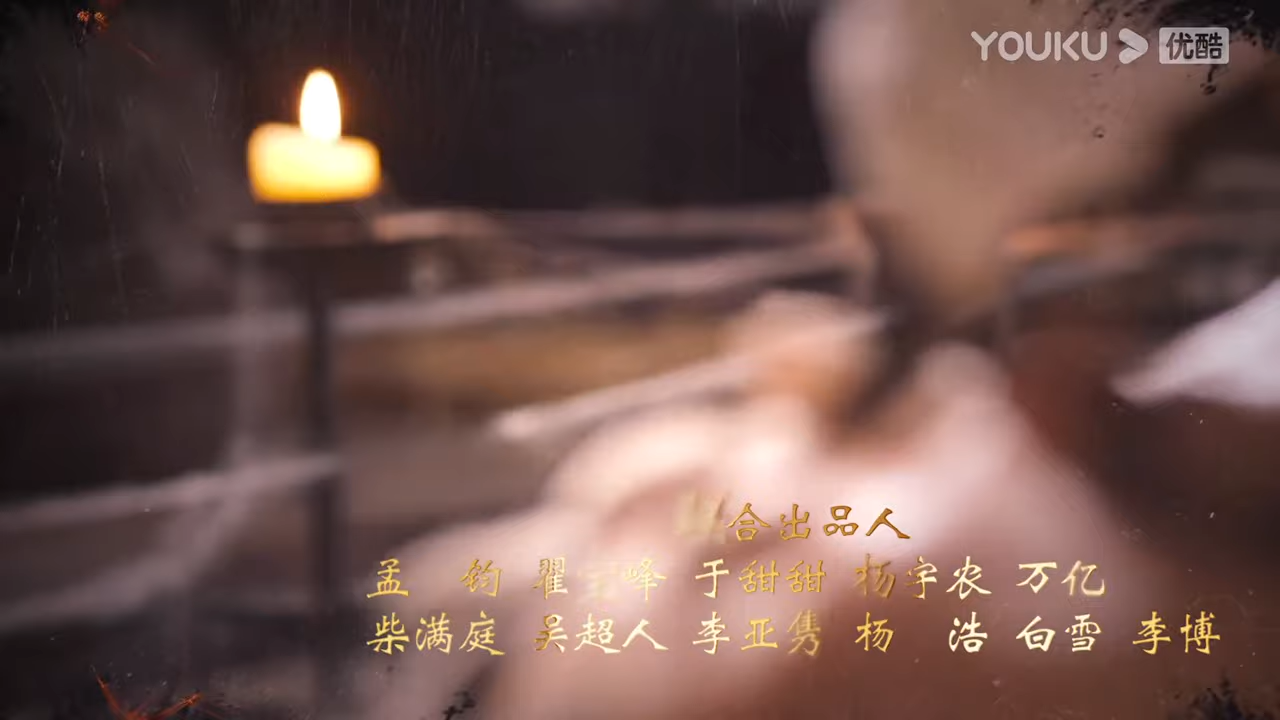 YOUKU 优酷
合出品人
孟 钧 翟 峰 于甜甜 杨宇农 万亿
柴满庭 吴超人 李亚隽 杨 浩 白雪 李博